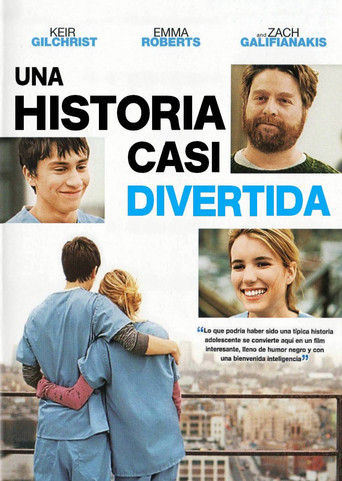 KEIR
GILCHRIST
EMMA
ROBERTS
and ZACH
GALIFIANAKIS
UNA
HISTORIA
CASI
DIVERTIDA
"Lo que podría haber sido una típica historia
adolescente se convierte aquí en un film
interesante, lleno de humor negro y con
una bienvenida inteligencia"